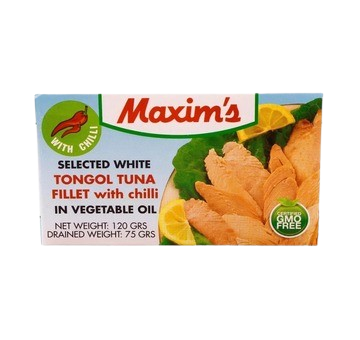 WITH CHILLI
Maxim's
SELECTED WHITE
TONGOL TUNA
FILLET with chilli
IN VEGETABLE OIL
NET WEIGHT: 120 GRS
DRAINED WEIGHT: 75 GRS
CERTIFIED
GMO
FREE